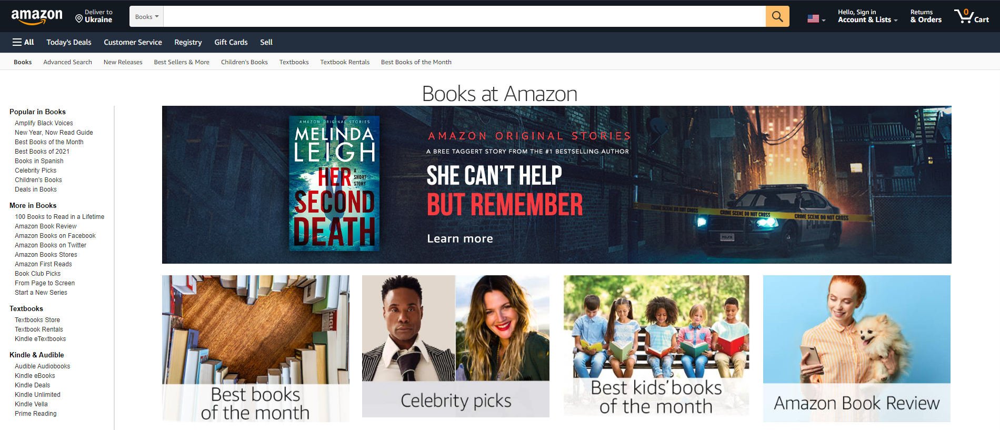 amazon
Deliver to
Ukraine
Books
Hello, Sign in
Account & Lists
Returns
& Orders
0
Cart
All
Today's Deals
Customer Service
Registry
Gift Cards
Sell
Books
Advanced Search
New Releases
Best Sellers & More
Children's Books
Textbooks
Textbook Rentals
Best Books of the Month
Books at Amazon
Popular in Books
Amplify Black Voices
New Year, Now Read Guide
Best Books of the Month
Best Books of 2021
Books in Spanish
Celebrity Picks
Children's Books
Deals in Books
More in Books
100 Books to Read in a Lifetime
Amazon Book Review
Amazon Books on Facebook
Amazon Books on Twitter
Amazon Books Stores
Amazon First Reads
Book Club Picks
From Page to Screen
Start a New Series
Textbooks
Textbooks Store
Textbook Rentals
Kindle eTextbooks
Kindle & Audible
Audible Audiobooks
Kindle eBooks
Kindle Deals
Kindle Unlimited
Kindle Vella
Prime Reading
AMAZON ORIGINAL STORIES
MELINDA
LEIGH
HER
A
SHORT
STORY
SECOND
DEATH
AMAZON ORIGINAL STORIES
A BREE TAGGERT STORY FROM THE #1 BESTSELLING AUTHOR
SHE CAN'T HELP
BUT REMEMBER
Learn more
CRIME SCENE DO NOT CROSS
CRIME SCENE DO NOT CROSS
POLICE
Best books
of the month
Celebrity picks
Best kids' books
of the month
Amazon Book Review